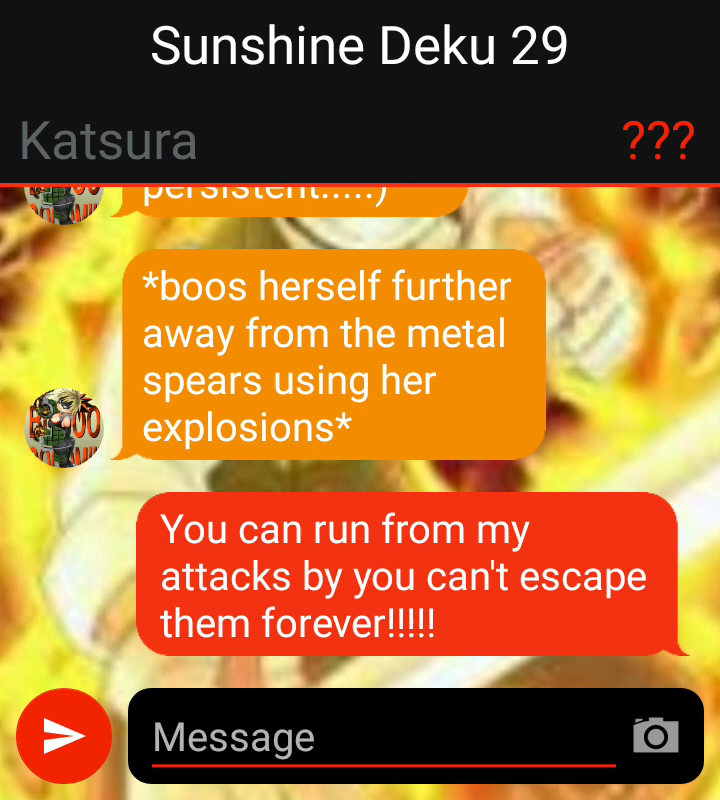 Sunshine Deku 29
Katsura
???
persistent.....)
*boos herself further
away from the metal
spears using her
explosions*
You can run from my
attacks by you can't escape
them forever!!!!!
Message